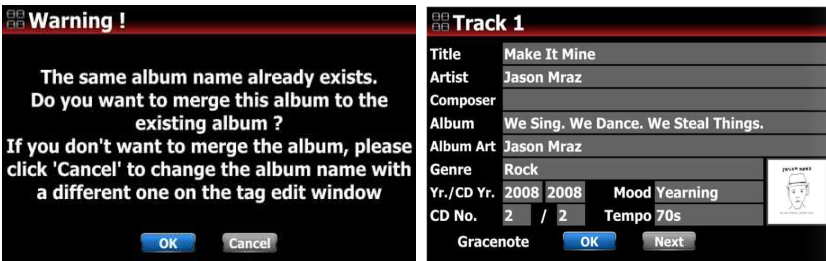 Warning !
The same album name already exists.
Do you want to merge this album to the
existing album ?
If you don't want to merge the album, please
click 'Cancel' to change the album name with
a different one on the tag edit window
OK Cancel
Track 1
Title Make It Mine
Artist Jason Mraz
Composer
Album We Sing. We Dance. We Steal Things.
Album Art Jason Mraz
Genre Rock
Yr./CD Yr. 2008 2008 Mood Yearning
CD No. 2 / 2 Tempo 70s
Gracenote OK Next
JASON MRAZ